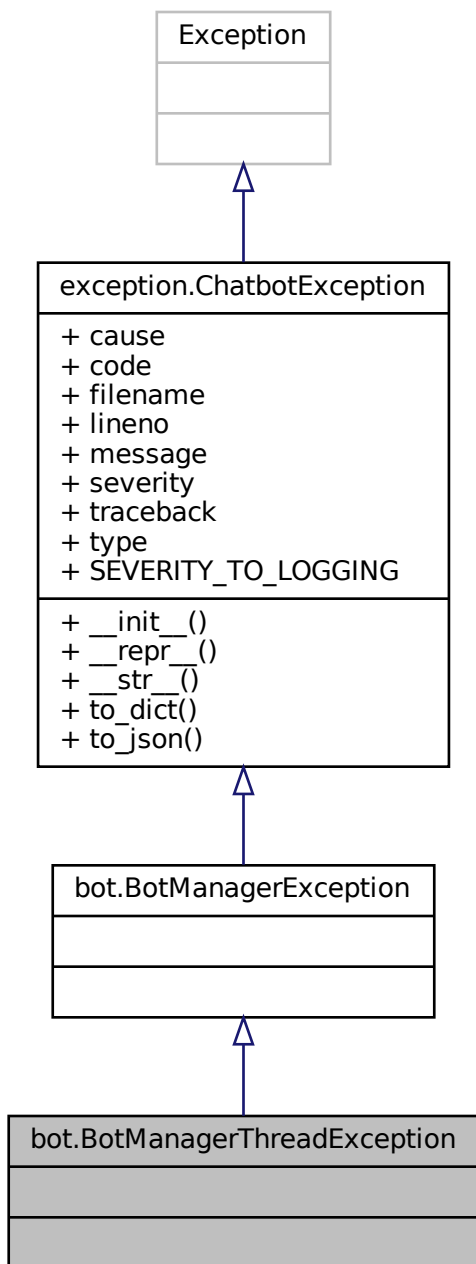 Exception
exception.ChatbotException
+ cause
+ code
+ filename
+ lineno
+ message
+ severity
+ traceback
+ type
+ SEVERITY_TO_LOGGING
+ __init__()
+ __repr__()
+ __str__()
+ to_dict()
+ to_json()
bot.BotManagerException
bot.BotManagerThreadException